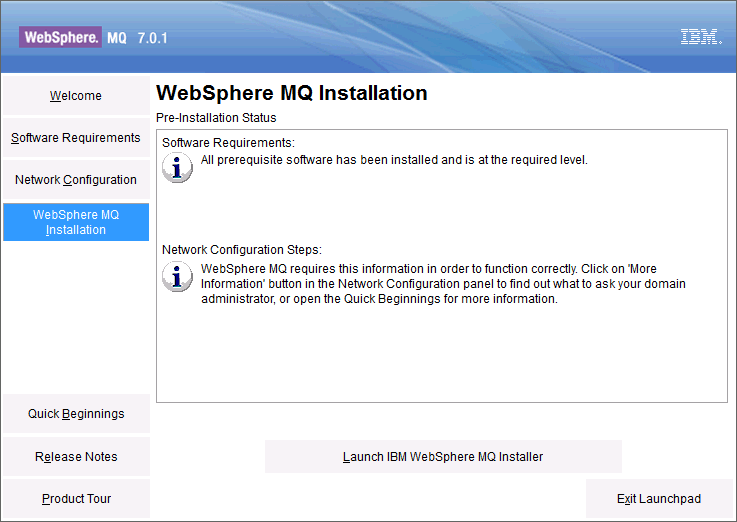 WebSphere. MQ 7.0.1
IBM.
Welcome
Software Requirements
Network Configuration
WebSphere MQ
Installation
Quick Beginnings
Release Notes
Product Tour
WebSphere MQ Installation
Pre-Installation Status
Software Requirements:
All prerequisite software has been installed and is at the required level.
Network Configuration Steps:
WebSphere MQ requires this information in order to function correctly. Click on 'More
Information' button in the Network Configuration panel to find out what to ask your domain
administrator, or open the Quick Beginnings for more information.
Launch IBM WebSphere MQ Installer
Exit Launchpad